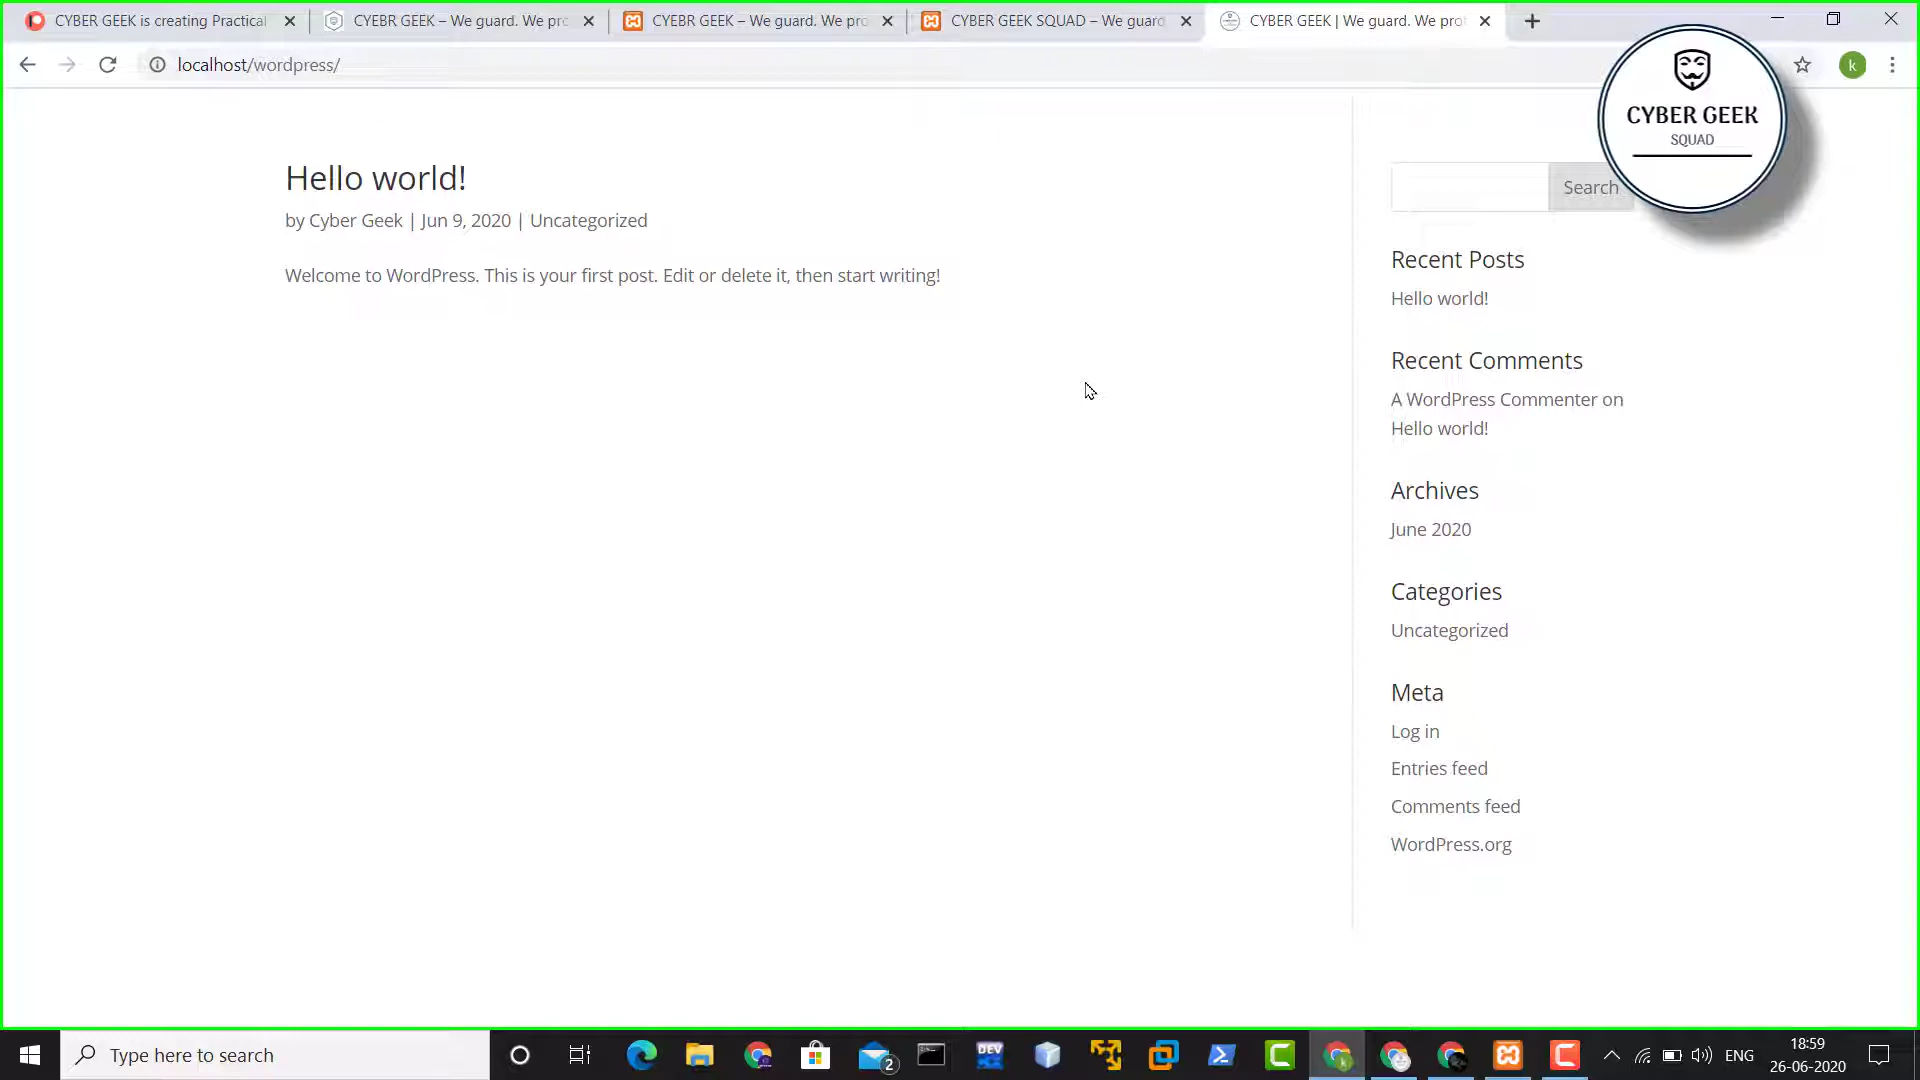 CYBER GEEK is creating Practical
CYEBR GEEK – We guard. We pro
CYEBR GEEK – We guard. We pro
CYBER GEEK SQUAD – We guard
CYBER GEEK | We guard. We prot
localhost/wordpress/
k
CYBER GEEK
SQUAD
Hello world!
by Cyber Geek | Jun 9, 2020 | Uncategorized
Welcome to WordPress. This is your first post. Edit or delete it, then start writing!
Search
Recent Posts
Hello world!
Recent Comments
A WordPress Commenter on
Hello world!
Archives
June 2020
Categories
Uncategorized
Meta
Log in
Entries feed
Comments feed
WordPress.org
Type here to search
2
DEV
ENG
18:59
26-06-2020